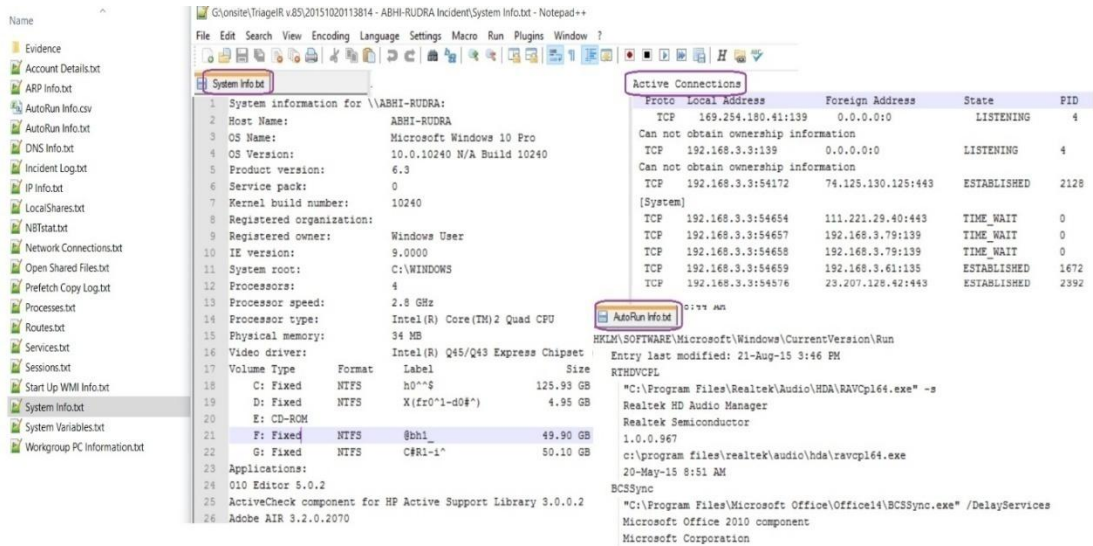 Name
Evidence
Account Details.txt
ARP Info.txt
AutoRun Info.csv
AutoRun Info.txt
DNS Info.txt
Incident Log.txt
IP Info.txt
LocalShares.txt
NBTstat.txt
Network Connections.txt
Open Shared Files.txt
Prefetch Copy Log.txt
Processes.txt
Routes.txt
Services.txt
Sessions.txt
Start Up WMI Info.txt
System Info.txt
System Variables.txt
Workgroup PC Information.txt
G:\onsite\TriageIR v.85\20151020113814 - ABHI-RUDRA Incident\System Info.txt - Notepad++
File Edit Search View Encoding Language Settings Macro Run Plugins Window ?
System Info.txt
1 System information for \\ABHI-RUDRA:
2 Host Name: ABHI-RUDRA
3 OS Name: Microsoft Windows 10 Pro
4 OS Version: 10.0.10240 N/A Build 10240
5 Product version: 6.3
6 Service pack: 0
7 Kernel build number: 10240
8 Registered organization:
9 Registered owner: Windows User
10 IE version: 9.0000
11 System root: C:\WINDOWS
12 Processors: 4
13 Processor speed: 2.8 GHz
14 Processor type: Intel(R) Core(TM)2 Quad CPU
15 Physical memory: 34 MB
16 Video driver: Intel(R) Q45/Q43 Express Chipset
17 Volume Type Format Label Size
18 C: Fixed NTFS h0^^$ 125.93 GB
19 D: Fixed NTFS X(fr0^1-d0#^) 4.95 GB
20 E: CD-ROM
21 F: Fixed NTFS @bh1_ 49.90 GB
22 G: Fixed NTFS C#R1-i^ 50.10 GB
23 Applications:
24 010 Editor 5.0.2
25 ActiveCheck component for HP Active Support Library 3.0.0.2
26 Adobe AIR 3.2.0.2070
Active Connections
Proto Local Address Foreign Address State PID
TCP 169.254.180.41:139 0.0.0.0:0 LISTENING 4
Can not obtain ownership information
TCP 192.168.3.3:139 0.0.0.0:0 LISTENING 4
Can not obtain ownership information
TCP 192.168.3.3:54172 74.125.130.125:443 ESTABLISHED 2128
[System]
TCP 192.168.3.3:54654 111.221.29.40:443 TIME_WAIT 0
TCP 192.168.3.3:54657 192.168.3.79:139 TIME_WAIT 0
TCP 192.168.3.3:54658 192.168.3.79:139 TIME_WAIT 0
TCP 192.168.3.3:54659 192.168.3.61:135 ESTABLISHED 1672
TCP 192.168.3.3:54576 23.207.128.42:443 ESTABLISHED 2392
AutoRun Info.txt
HKLM\SOFTWARE\Microsoft\Windows\CurrentVersion\Run
Entry last modified: 21-Aug-15 3:46 PM
RTHDVCPL
"C:\Program Files\Realtek\Audio\HDA\RAVCpl64.exe" -s
Realtek HD Audio Manager
Realtek Semiconductor
1.0.0.967
c:\program files\realtek\audio\hda\ravcpl64.exe
20-May-15 8:51 AM
BCSSync
"C:\Program Files\Microsoft Office\Office14\BCSSync.exe" /DelayServices
Microsoft Office 2010 component
Microsoft Corporation